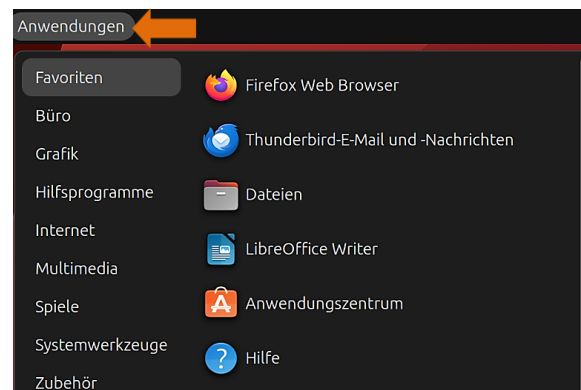 Anwendungen
Favoriten
Büro
Grafik
Hilfsprogramme
Internet
Multimedia
Spiele
Systemwerkzeuge
Zubehör
Firefox Web Browser
Thunderbird-E-Mail und -Nachrichten
Dateien
LibreOffice Writer
Anwendungszentrum
Hilfe